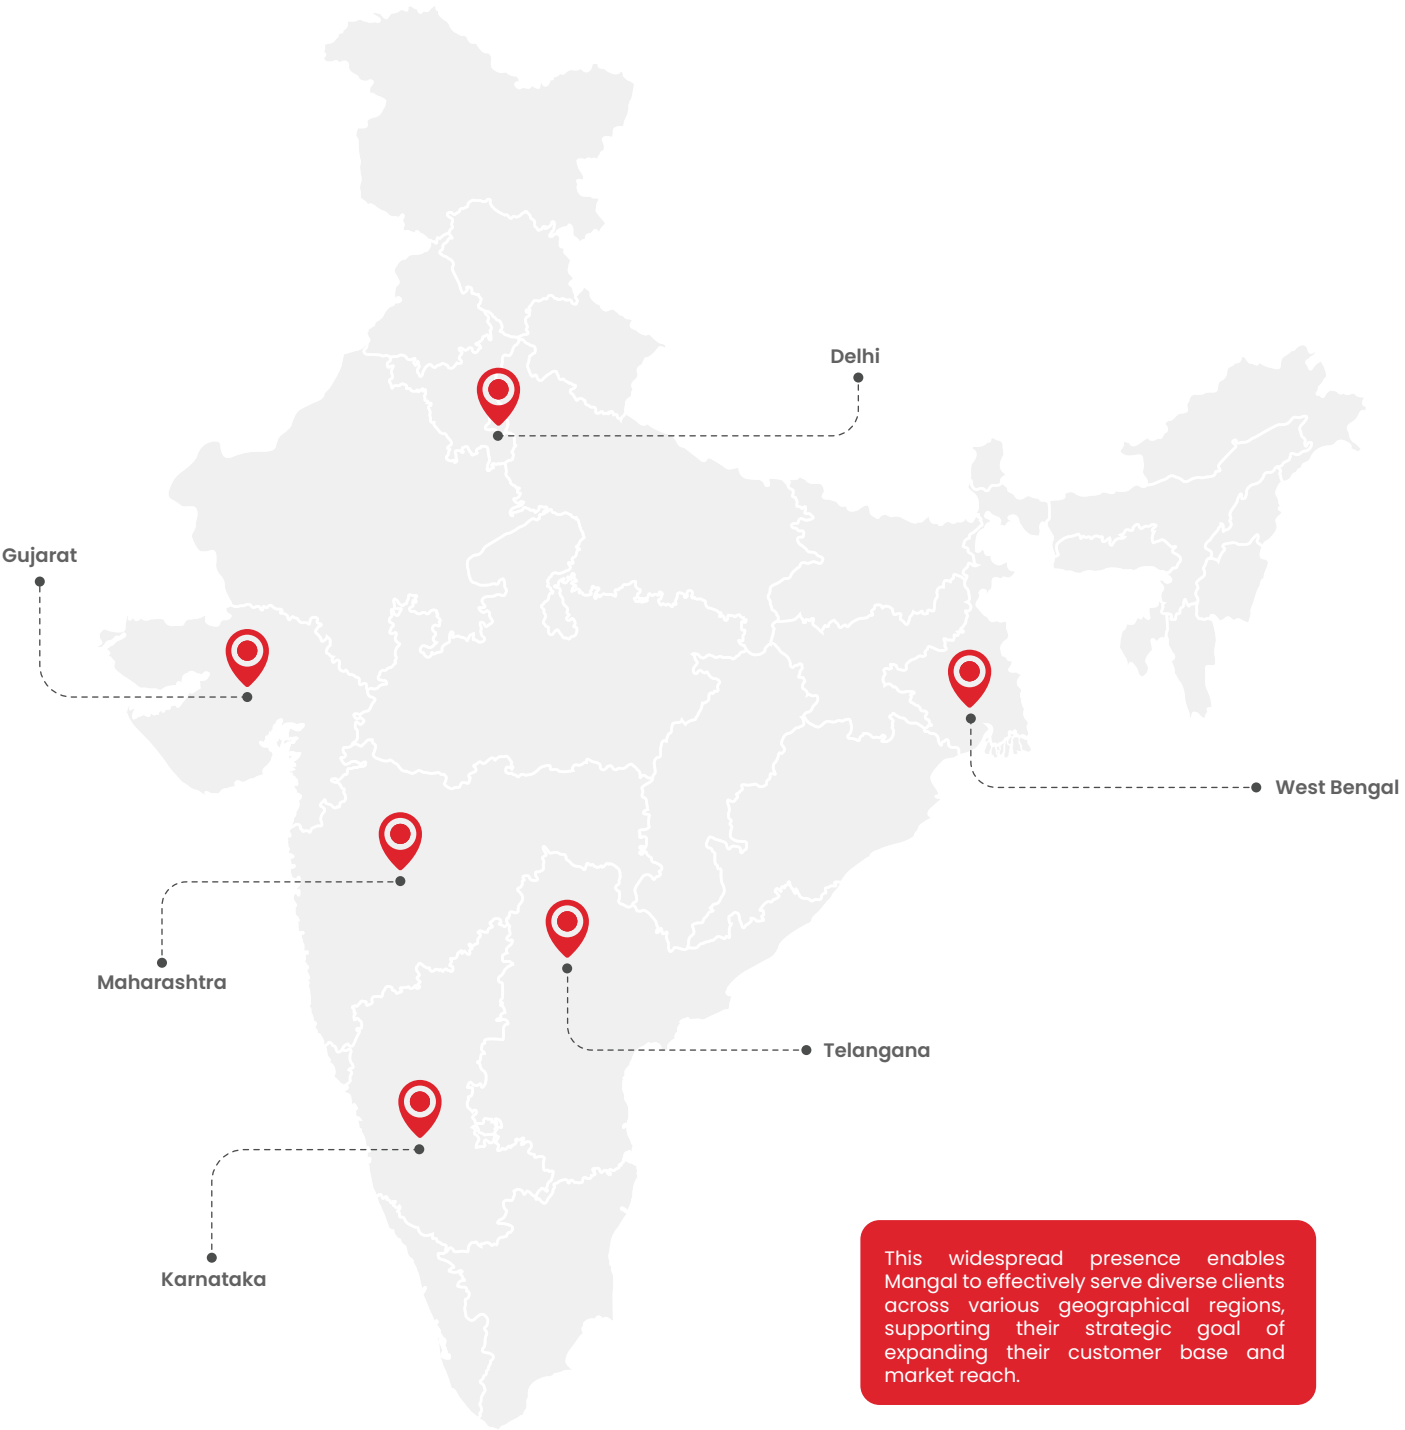 Delhi
Gujarat
West Bengal
Maharashtra
Telangana
Karnataka
This widespread presence enables
Mangal to effectively serve diverse clients
across various geographical regions,
supporting their strategic goal of
expanding their customer base and
market reach.